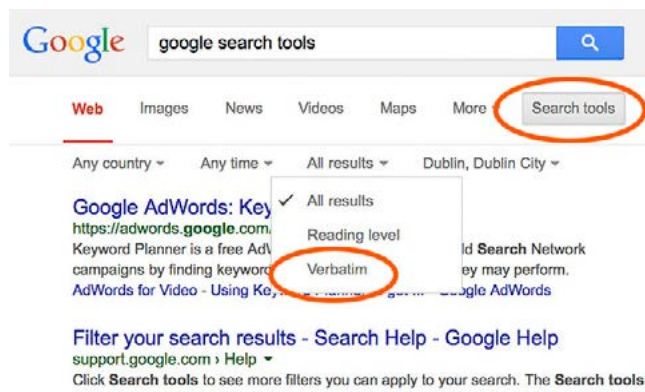 Google google search tools
Web Images News Videos Maps More Search tools
Any country Any time All results Dublin, Dublin City
All results
Reading level
Verbatim
Google AdWords: Key
https://adwords.google.com/
Keyword Planner is a free AdW ld Search Network
campaigns by finding keyword ey may perform.
AdWords for Video - Using Key Google AdWords
Filter your search results - Search Help - Google Help
support.google.com › Help
Click Search tools to see more filters you can apply to your search. The Search tools